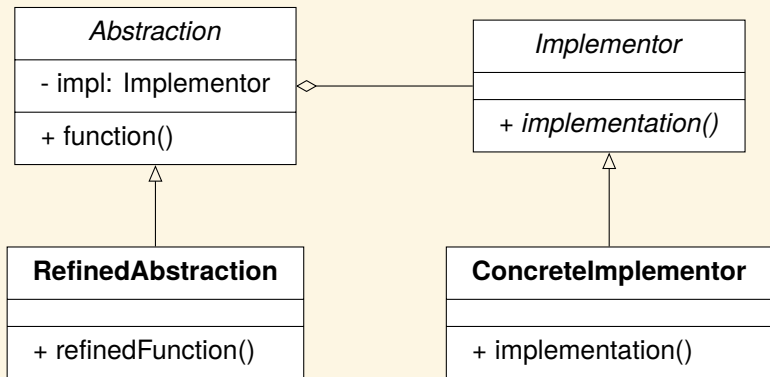 Abstraction
- impl: Implementor
+ function()
Implementor
+ implementation()
RefinedAbstraction
+ refinedFunction()
ConcreteImplementor
+ implementation()